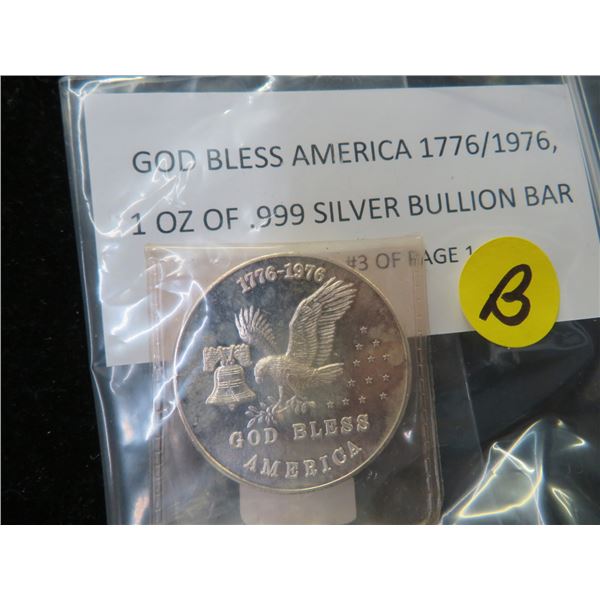 GOD BLESS AMERICA 1776/1976,
1 OZ OF .999 SILVER BULLION BAR
#3 OF PAGE 1
B
1776-1976
GOD BLESS
AMERICA